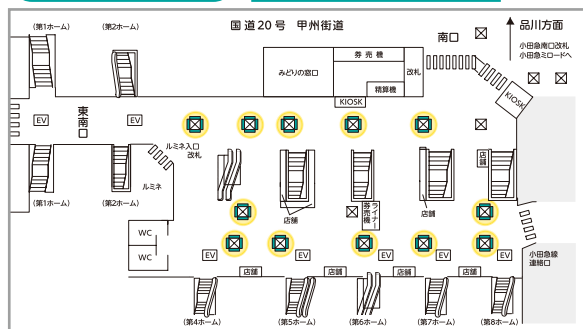 (第1ホーム)
(第2ホーム)
国道20号 甲州街道
南口
品川方面
小田急南口改札
小田急ミロードへ
券売機
みどりの窓口
改札
精算機
KIOSK
KIOSK
東南口
EV
EV
ルミネ入口
改札
ルミネ
店舗
(第1ホーム)
(第2ホーム)
店舗
ライナー
券売機
店舗
WC
WC
EV
EV
EV
EV
EV
小田急線
連絡口
店舗
店舗
店舗
店舗
(第4ホーム)
(第5ホーム)
(第6ホーム)
(第7ホーム)
(第8ホーム)